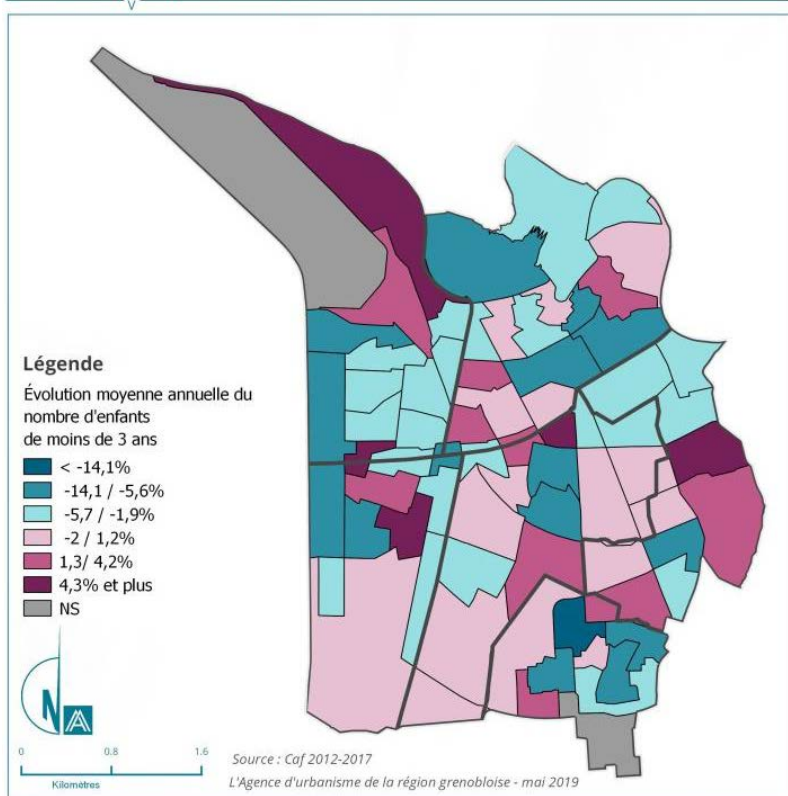 Légende
Évolution moyenne annuelle du
nombre d'enfants
de moins de 3 ans
< -14,1%
-14,1 / -5,6%
-5,7 / -1,9%
-2 / 1,2%
1,3/ 4,2%
4,3% et plus
NS
N
0 0.8 1.6
Kilomètres
Source : Caf 2012-2017
L'Agence d'urbanisme de la région grenobloise - mai 2019